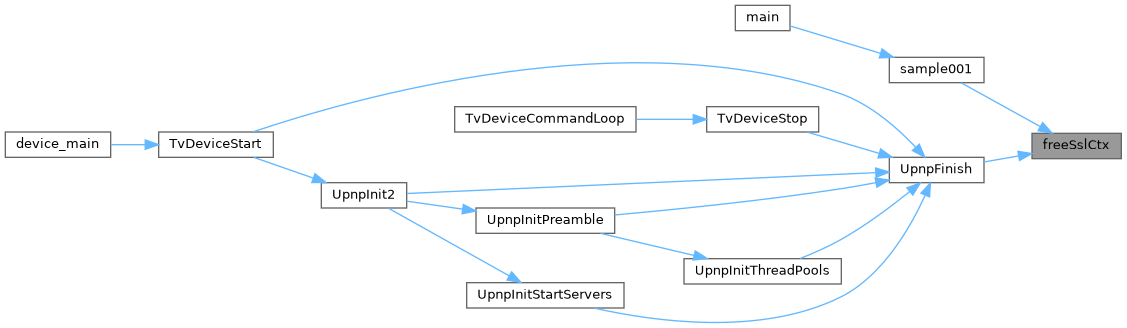 main
sample001
TvDeviceCommandLoop
TvDeviceStop
device_main
TvDeviceStart
freeSslCtx
UpnpFinish
UpnpInit2
UpnpInitPreamble
UpnpInitThreadPools
UpnpInitStartServers